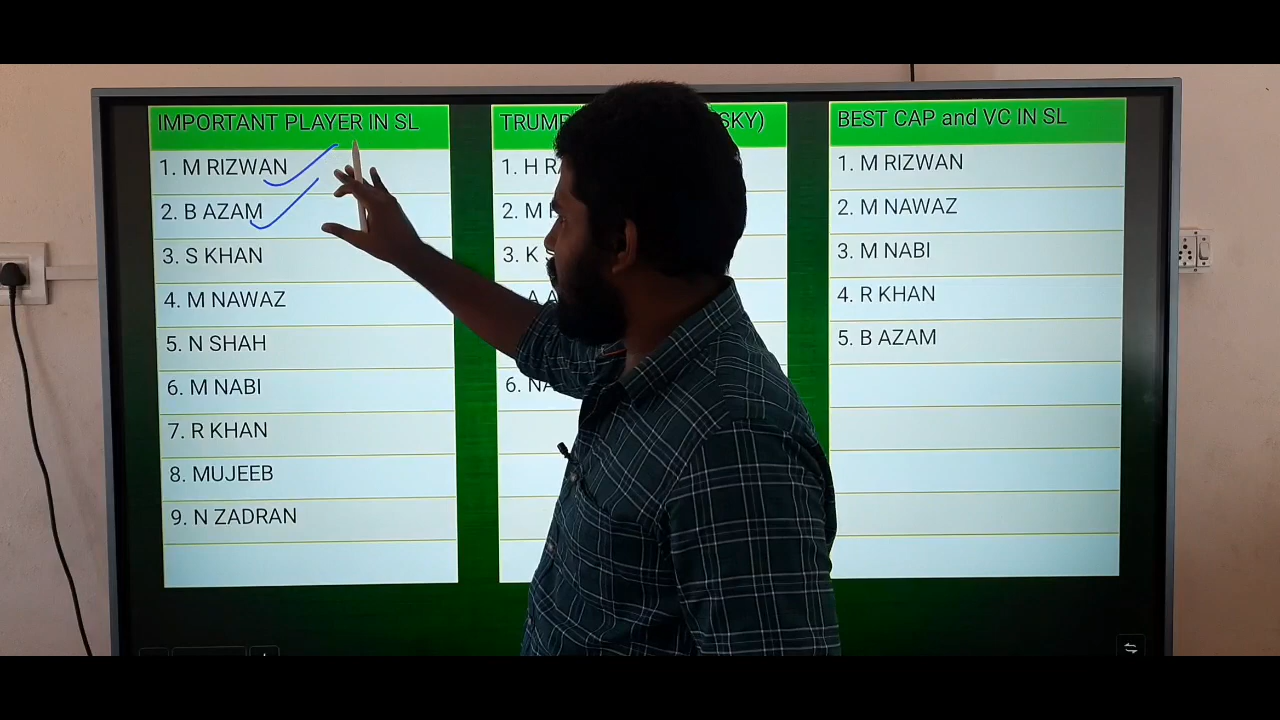 IMPORTANT PLAYER IN SL
1. M RIZWAN
2. B AZAM
3. S KHAN
4. M NAWAZ
5. N SHAH
6. M NABI
7. R KHAN
8. MUJEEB
9. N ZADRAN
1. H
2. M
3. K
6.
BEST CAP and VC IN SL
1. M RIZWAN
2. M NAWAZ
3. M NABI
4. R KHAN
5. B AZAM